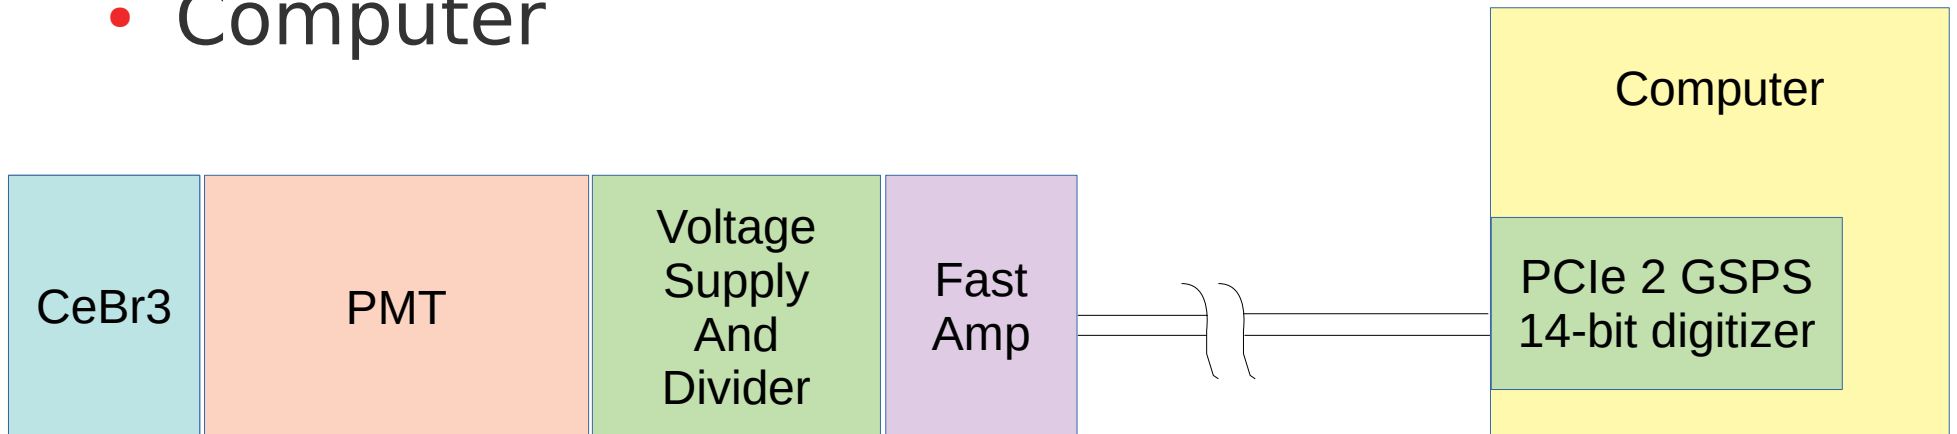 • Computer
Computer
CeBr3
PMT
Voltage
Supply
And
Divider
Fast
Amp
PCIe 2 GSPS
14-bit digitizer